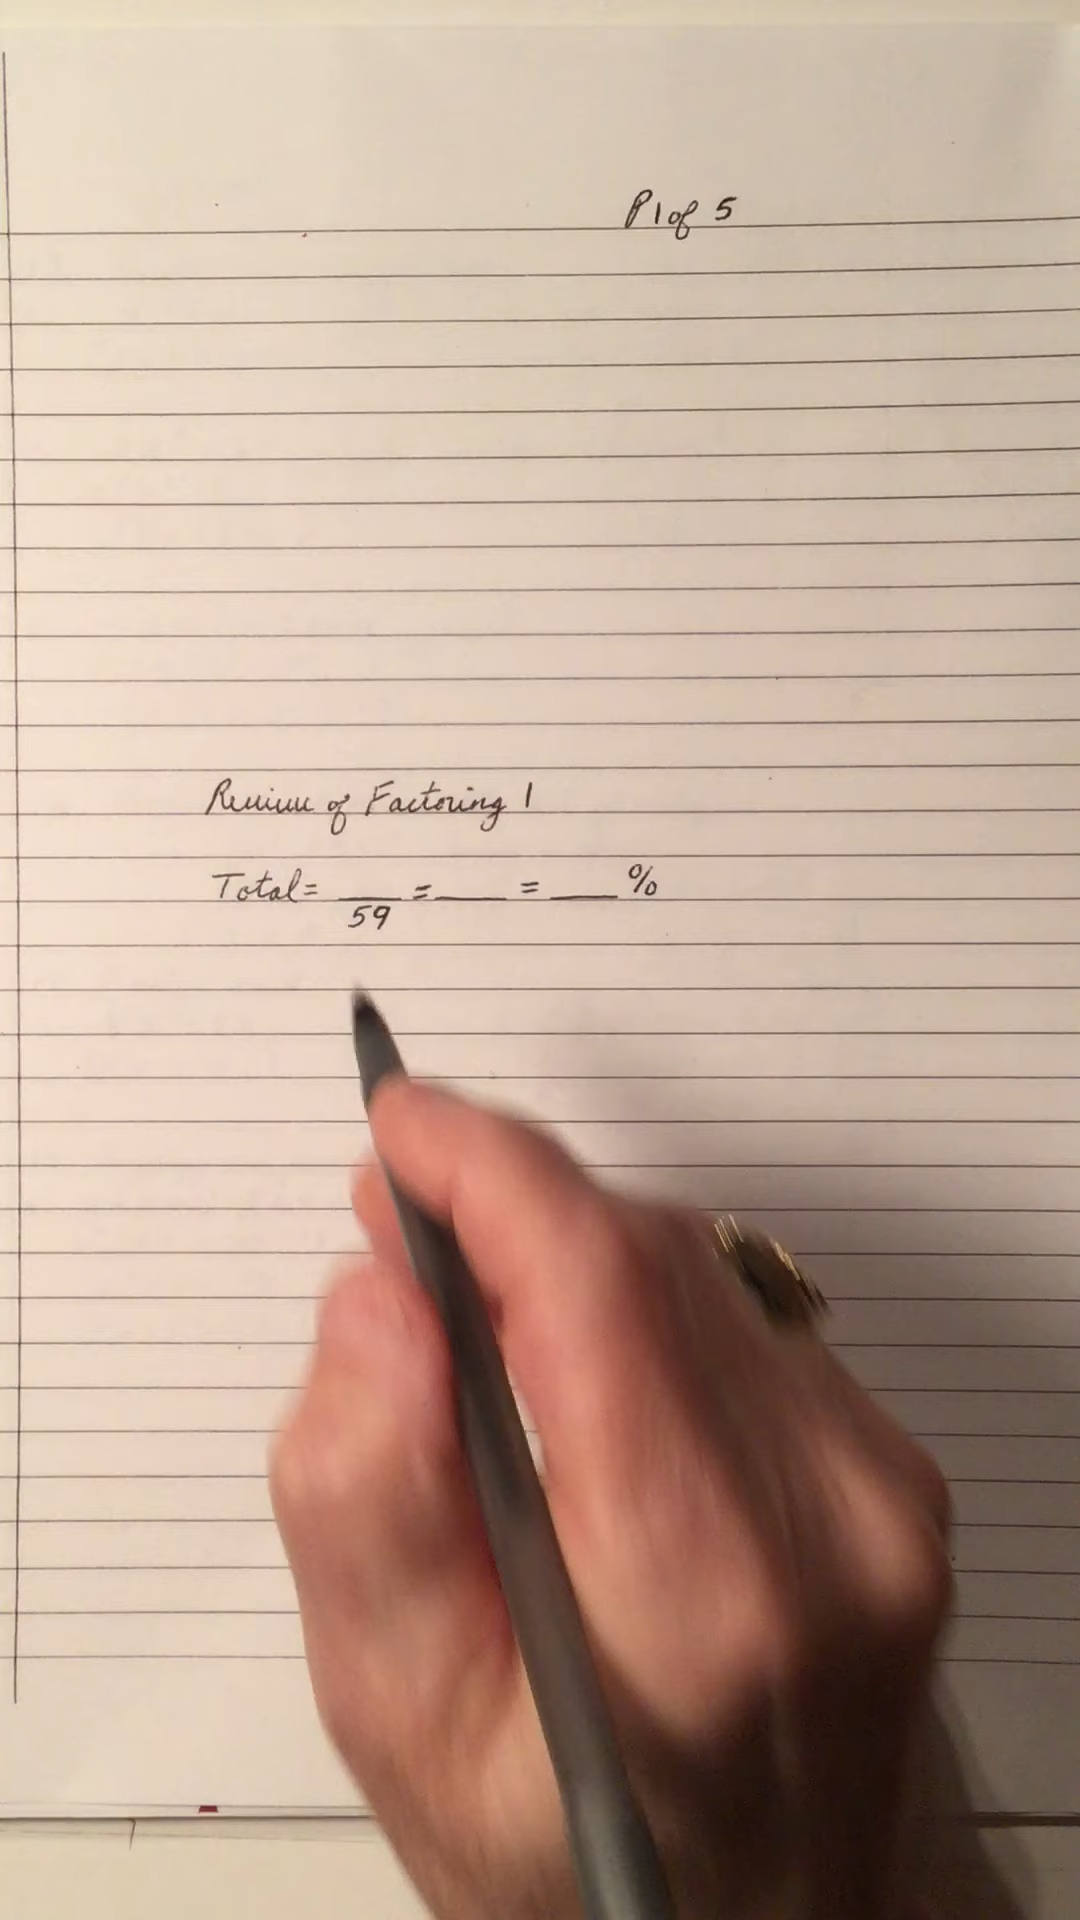 P1 of 5
Review of Factoring 1
Total = ___ = ___ = ___ %
59